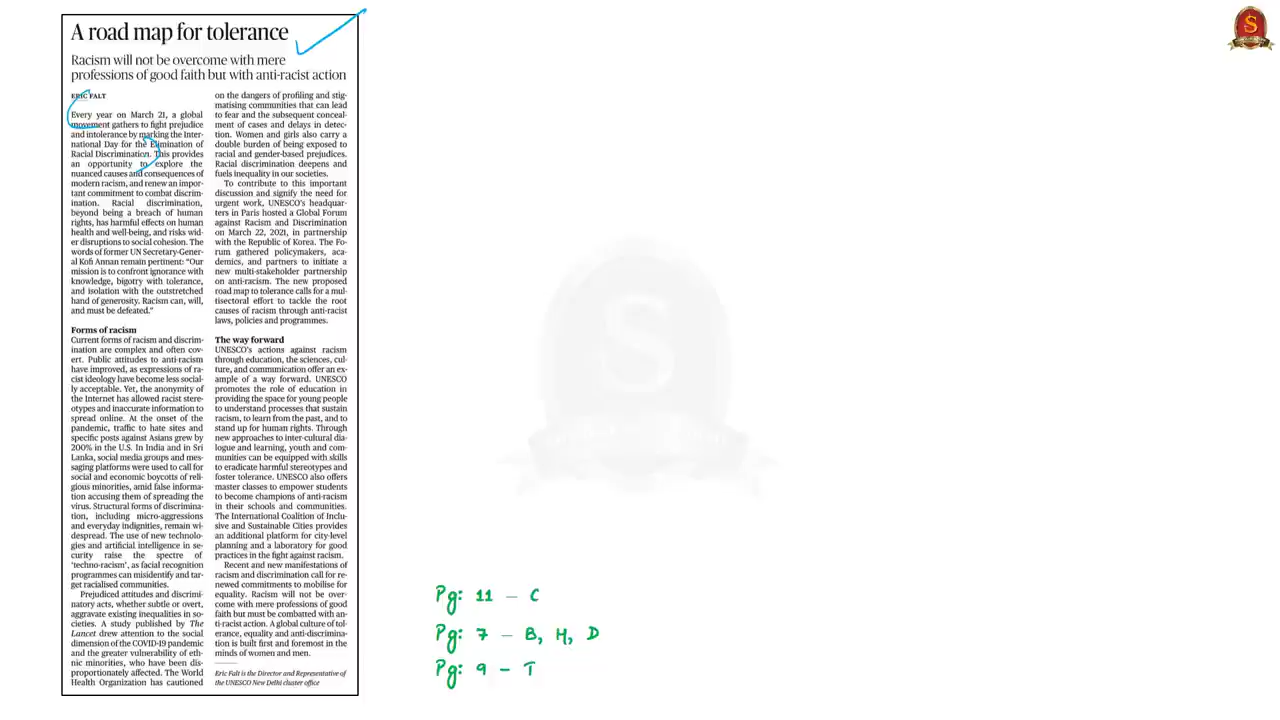 A road map for tolerance
Racism will not be overcome with mere
professions of good faith but with anti-racist action
ERIC FALT
Every year on March 21, a global
movement gathers to fight prejudice
and intolerance by marking the Inter-
national Day for the Elimination of
Racial Discrimination. This provides
an opportunity to explore the
nuanced causes and consequences of
modern racism, and renew an impor-
tant commitment to combat discrim-
ination. Racial discrimination,
beyond being a breach of human
rights, has harmful effects on human
health and well-being, and risks wid-
er disruptions to social cohesion. The
words of former UN Secretary-Gener-
al Kofi Annan remain pertinent: “Our
mission is to confront ignorance with
knowledge, bigotry with tolerance,
and isolation with the outstretched
hand of generosity. Racism can, will,
and must be defeated.”
Forms of racism
Current forms of racism and discrim-
ination are complex and often cov-
ert. Public attitudes to anti-racism
have improved, as expressions of ra-
cist ideology have become less social-
ly acceptable. Yet, the anonymity of
the Internet has allowed racist stere-
otypes and inaccurate information to
spread online. At the onset of the
pandemic, traffic to hate sites and
specific posts against Asians grew by
200% in the U.S. In India and in Sri
Lanka, social media groups and mes-
saging platforms were used to call for
social and economic boycotts of reli-
gious minorities, amid false informa-
tion accusing them of spreading the
virus. Structural forms of discrimina-
tion, including micro-aggressions
and everyday indignities, remain wi-
despread. The use of new technolo-
gies and artificial intelligence in se-
curity raise the spectre of
‘techno-racism’, as facial recognition
programmes can misidentify and tar-
get racialised communities.
Prejudiced attitudes and discrimi-
natory acts, whether subtle or overt,
aggravate existing inequalities in so-
cieties. A study published by The
Lancet drew attention to the social
dimension of the COVID-19 pandemic
and the greater vulnerability of eth-
nic minorities, who have been dis-
proportionately affected. The World
Health Organization has cautioned
on the dangers of profiling and stig-
matising communities that can lead
to fear and the subsequent conceal-
ment of cases and delays in detec-
tion. Women and girls also carry a
double burden of being exposed to
racial and gender-based prejudices.
Racial discrimination deepens and
fuels inequality in our societies.
To contribute to this important
discussion and signify the need for
urgent work, UNESCO’s headquar-
ters in Paris hosted a Global Forum
against Racism and Discrimination
on March 22, 2021, in partnership
with the Republic of Korea. The Fo-
rum gathered policymakers, aca-
demics, and partners to initiate a
new multi-stakeholder partnership
on anti-racism. The new proposed
road map to tolerance calls for a mul-
tisectoral effort to tackle the root
causes of racism through anti-racist
laws, policies and programmes.
The way forward
UNESCO’s actions against racism
through education, the sciences, cul-
ture, and communication offer an ex-
ample of a way forward. UNESCO
promotes the role of education in
providing the space for young people
to understand processes that sustain
racism, to learn from the past, and to
stand up for human rights. Through
new approaches to inter-cultural dia-
logue and learning, youth and com-
munities can be equipped with skills
to eradicate harmful stereotypes and
foster tolerance. UNESCO also offers
master classes to empower students
to become champions of anti-racism
in their schools and communities.
The International Coalition of Inclu-
sive and Sustainable Cities provides
an additional platform for city-level
planning and a laboratory for good
practices in the fight against racism.
Recent and new manifestations of
racism and discrimination call for re-
newed commitments to mobilise for
equality. Racism will not be over-
come with mere professions of good
faith but must be combatted with an-
ti-racist action. A global culture of tol-
erance, equality and anti-discrimina-
tion is built first and foremost in the
minds of women and men.
Eric Falt is the Director and Representative of
the UNESCO New Delhi cluster office
Pg: 11 – C
Pg: 7 – B, H, D
Pg: 9 – T
S
S